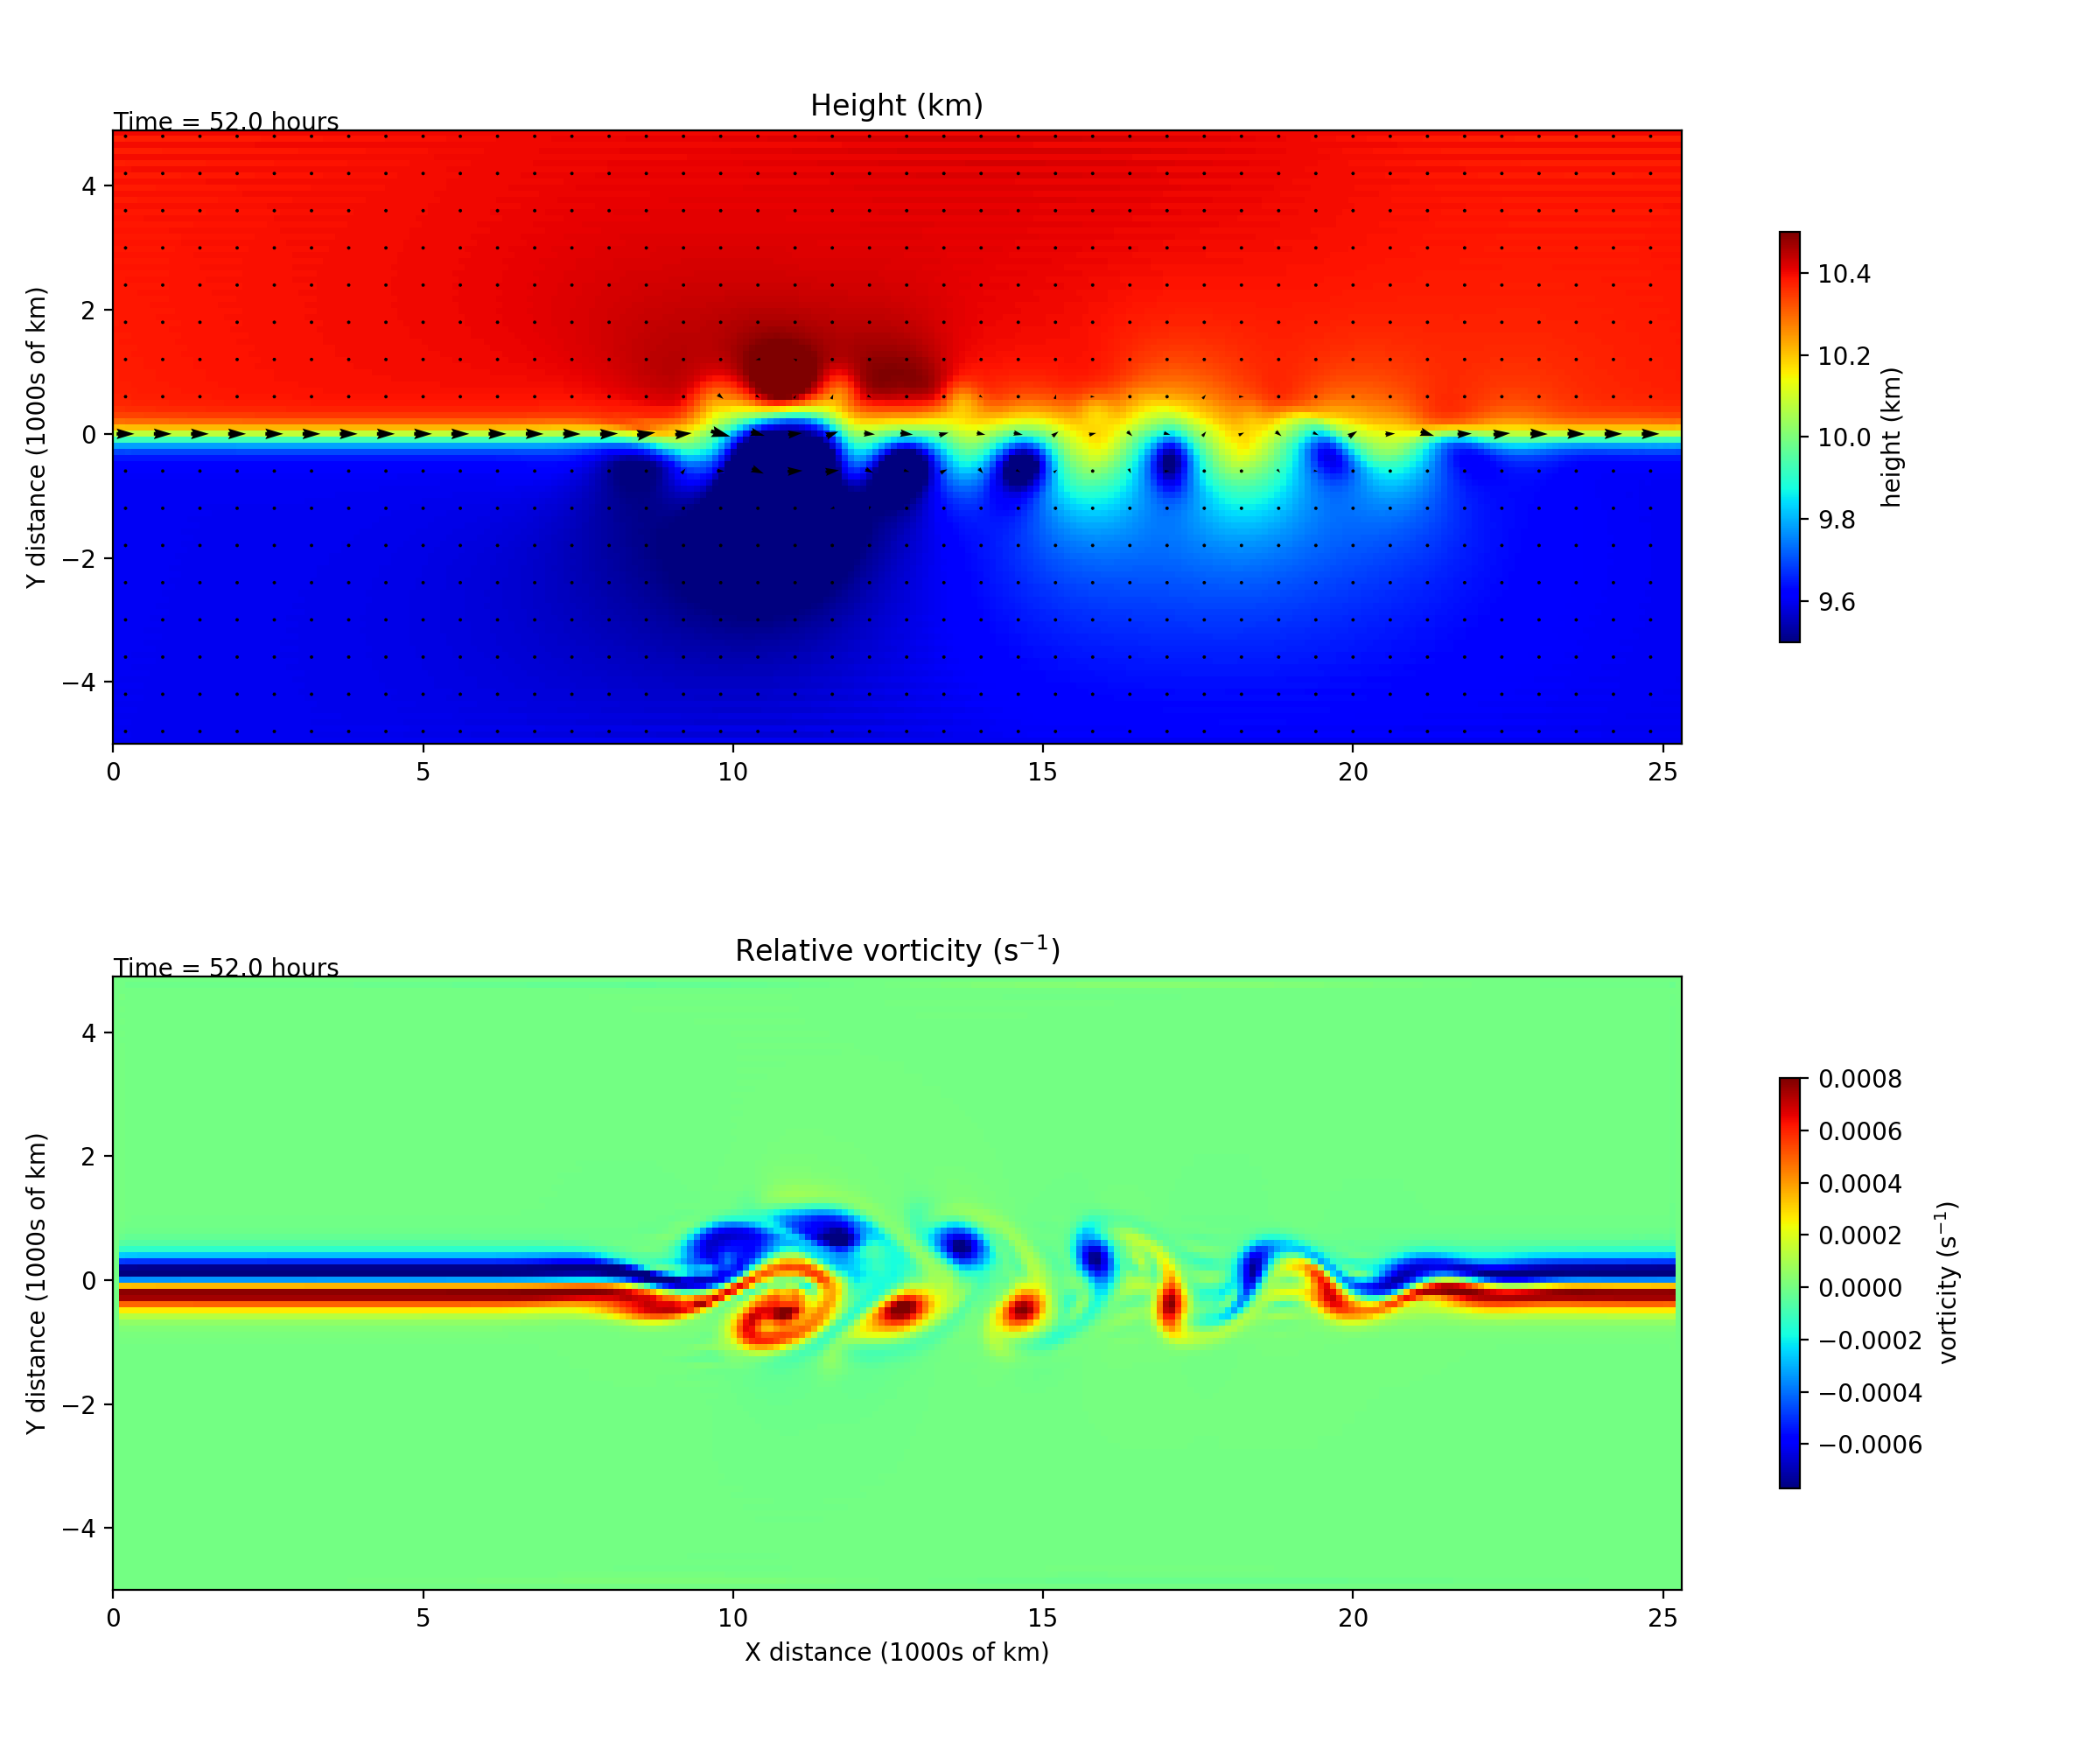 Height (km)
Time = 52.0 hours
Y distance (1000s of km)
4
2
0
−2
−4
0 5 10 15 20 25
10.4
10.2
10.0
9.8
9.6
height (km)
Relative vorticity (s⁻¹)
Time = 52.0 hours
Y distance (1000s of km)
4
2
0
−2
−4
0 5 10 15 20 25
X distance (1000s of km)
0.0008
0.0006
0.0004
0.0002
0.0000
−0.0002
−0.0004
−0.0006
vorticity (s⁻¹)